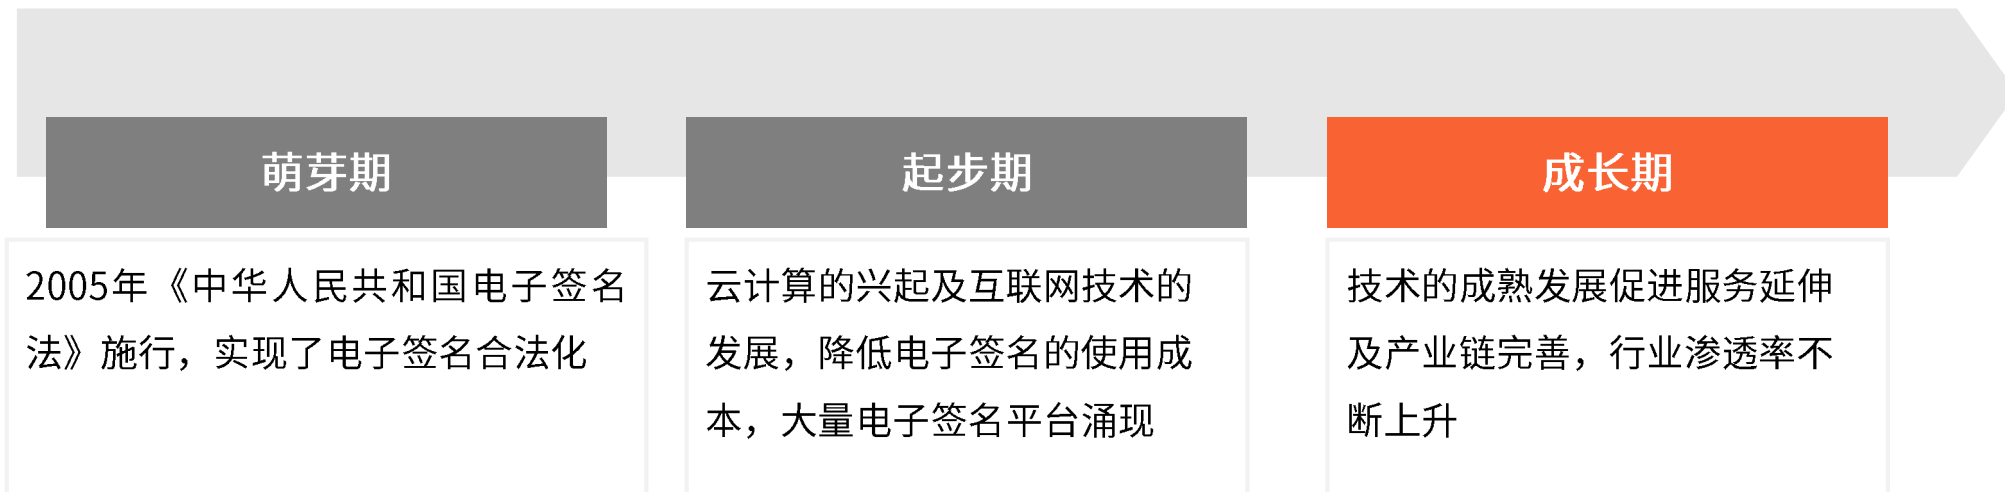 萌芽期
2005年《中华人民共和国电子签名
法》施行，实现了电子签名合法化
起步期
云计算的兴起及互联网技术的
发展，降低电子签名的使用成
本，大量电子签名平台涌现
成长期
技术的成熟发展促进服务延伸
及产业链完善，行业渗透率不
断上升